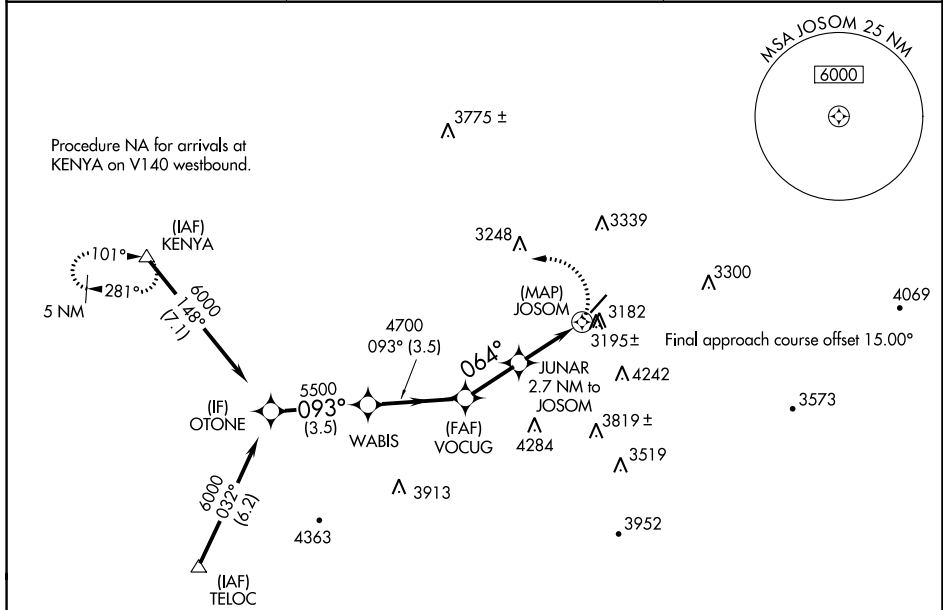 MSA JOSOM 25 NM
6000
3775 ±
Procedure NA for arrivals at
KENYA on V140 westbound.
(IAF)
KENYA
101°
281°
5 NM
6000
148°
(7.1)
3248
3339
3300
4069
(MAP)
JOSOM
3182
3195±
Final approach course offset 15.00°
4700
093° (3.5)
064°
JUNAR
2.7 NM to
JOSOM
4242
3573
(IF)
OTONE
5500
093°
(3.5)
WABIS
(FAF)
VOCUG
4284
3819 ±
3519
6000
032°
(6.2)
3913
4363
3952
(IAF)
TELOC